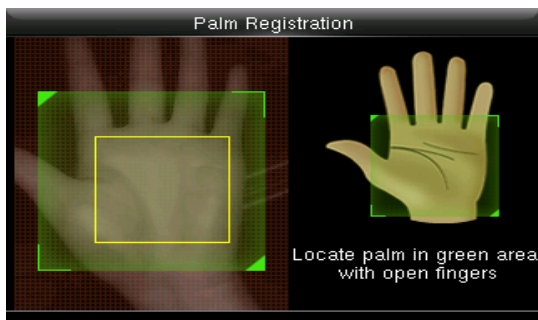 Palm Registration
Locate palm in green area
with open fingers